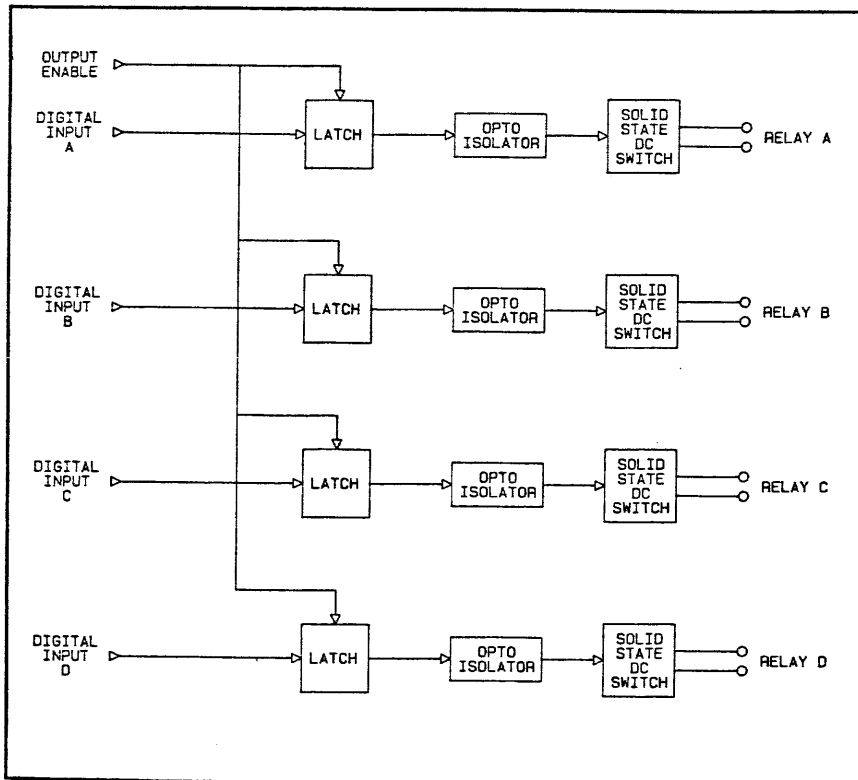 OUTPUT
ENABLE
DIGITAL
INPUT
A
LATCH
OPTO
ISOLATOR
SOLID
STATE
DC
SWITCH
RELAY A
DIGITAL
INPUT
B
LATCH
OPTO
ISOLATOR
SOLID
STATE
DC
SWITCH
RELAY B
DIGITAL
INPUT
C
LATCH
OPTO
ISOLATOR
SOLID
STATE
DC
SWITCH
RELAY C
DIGITAL
INPUT
D
LATCH
OPTO
ISOLATOR
SOLID
STATE
DC
SWITCH
RELAY D